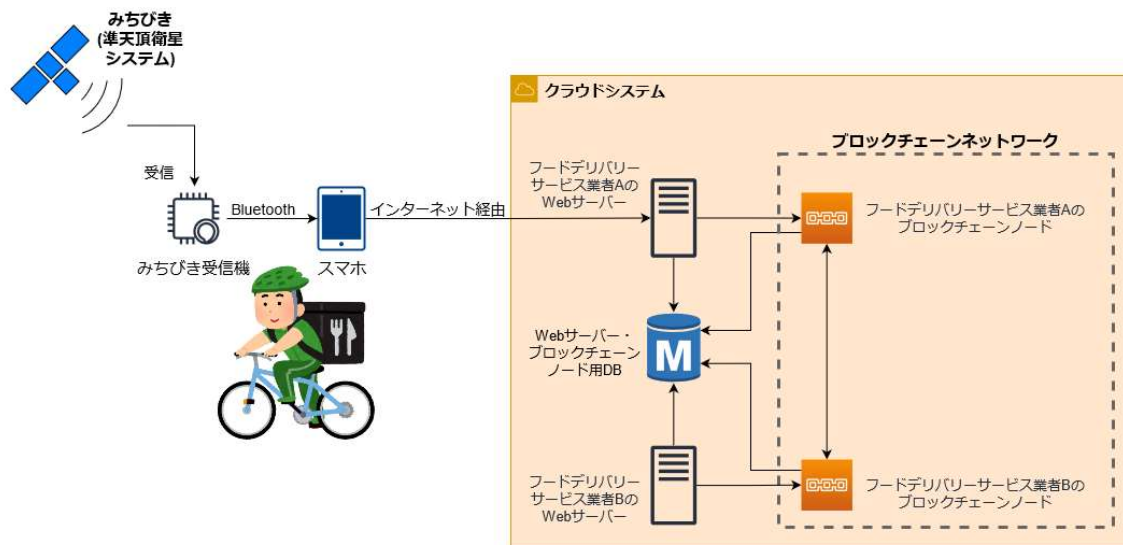 みちびき
(準天頂衛星
システム)
クラウドシステム
ブロックチェーンネットワーク
受信
Bluetooth
インターネット経由
フードデリバリー
サービス業者Aの
Webサーバー
フードデリバリーサービス業者Aの
ブロックチェーンノード
みちびき受信機
スマホ
Webサーバー・
ブロックチェーン
ノード用DB
M
フードデリバリー
サービス業者Bの
Webサーバー
フードデリバリーサービス業者Bの
ブロックチェーンノード